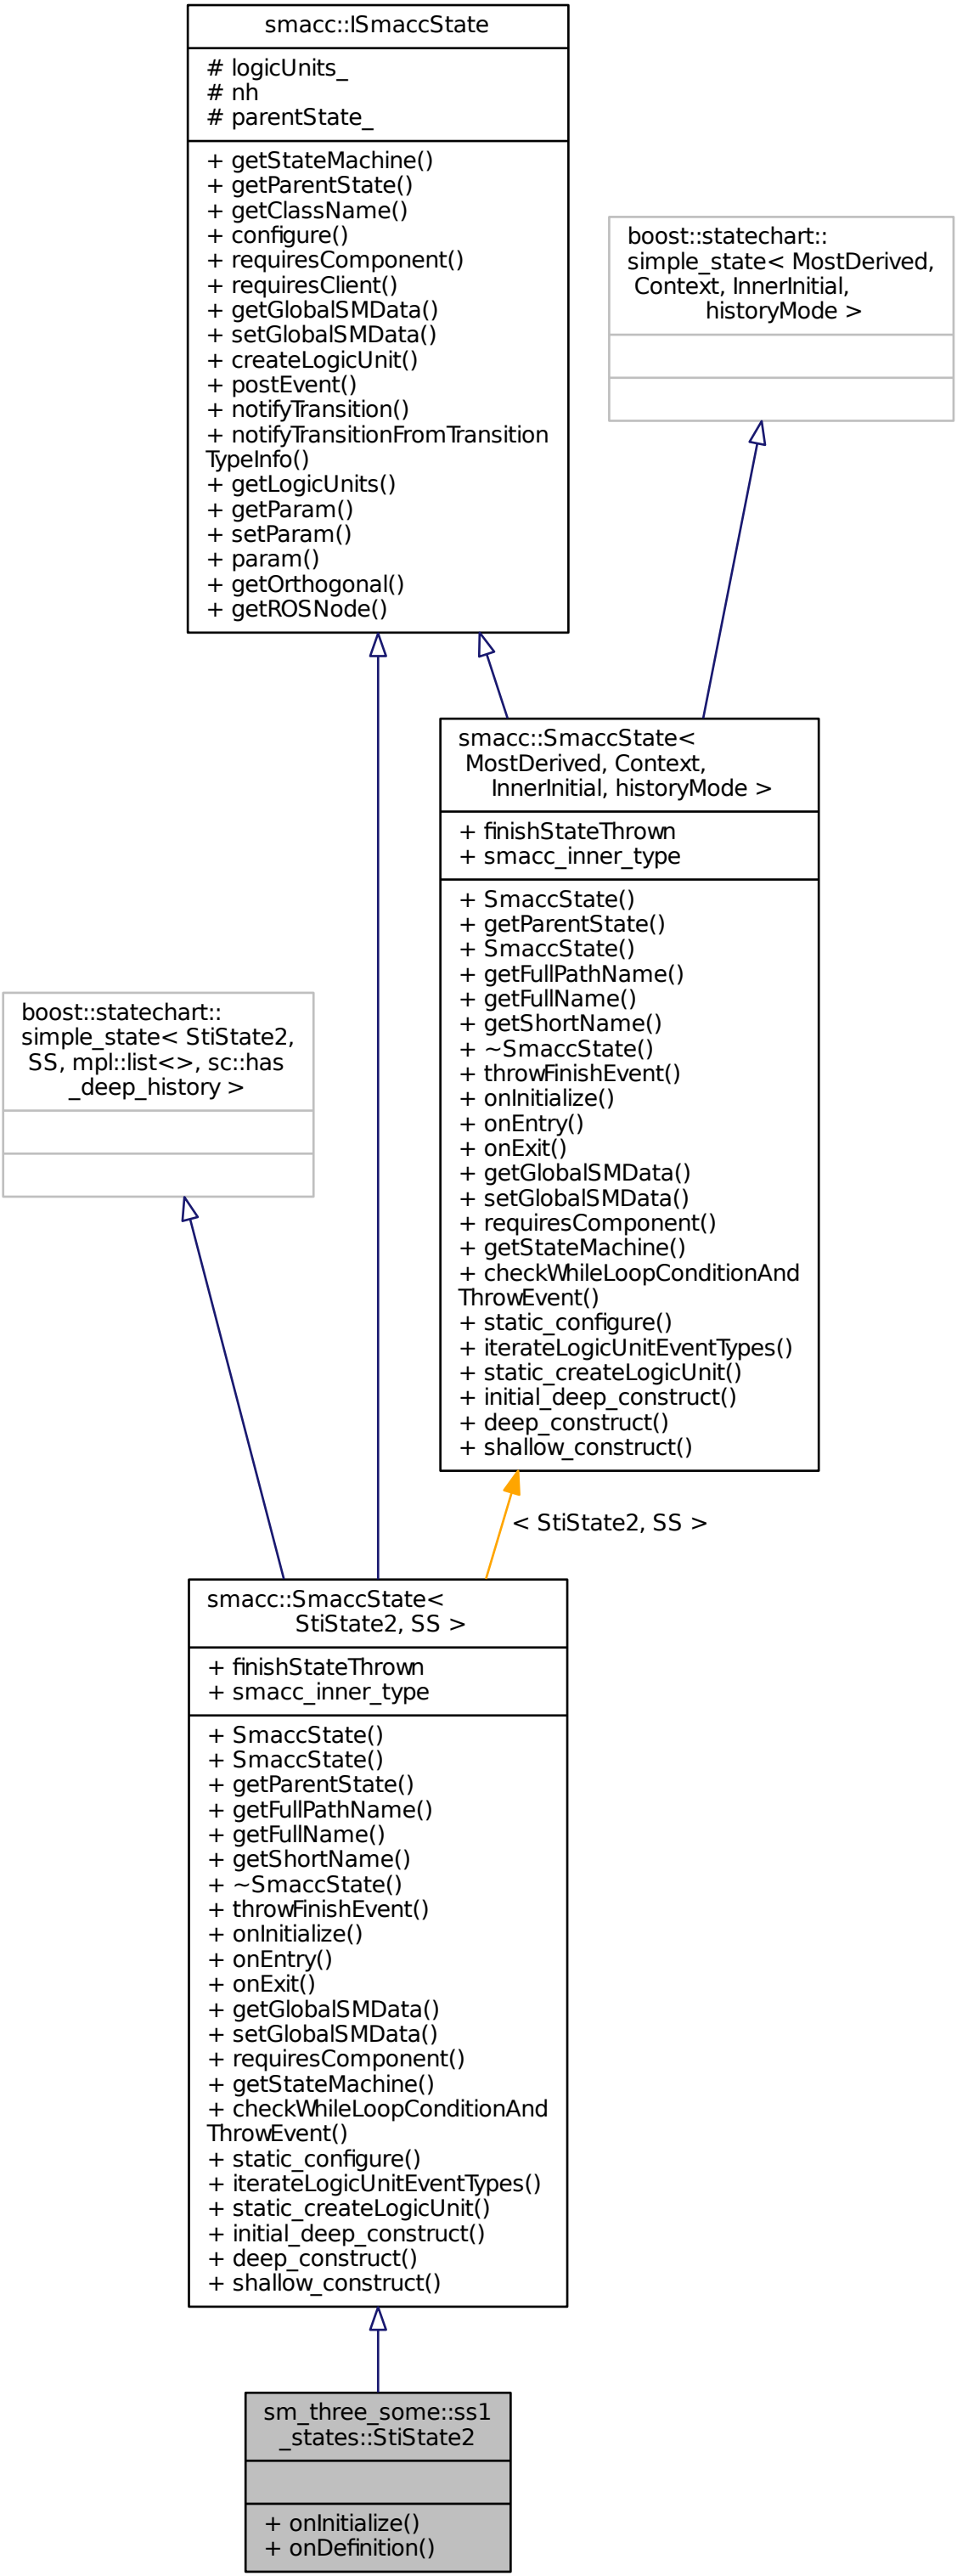 smacc::ISmaccState
# logicUnits_
# nh
# parentState_
+ getStateMachine()
+ getParentState()
+ getClassName()
+ configure()
+ requiresComponent()
+ requiresClient()
+ getGlobalSMData()
+ setGlobalSMData()
+ createLogicUnit()
+ postEvent()
+ notifyTransition()
+ notifyTransitionFromTransition
TypeInfo()
+ getLogicUnits()
+ getParam()
+ setParam()
+ param()
+ getOrthogonal()
+ getROSNode()
boost::statechart::
simple_state< MostDerived,
Context, InnerInitial,
historyMode >
smacc::SmaccState<
MostDerived, Context,
InnerInitial, historyMode >
+ finishStateThrown
+ smacc_inner_type
+ SmaccState()
+ getParentState()
+ SmaccState()
+ getFullPathName()
+ getFullName()
+ getShortName()
+ ~SmaccState()
+ throwFinishEvent()
+ onInitialize()
+ onEntry()
+ onExit()
+ getGlobalSMData()
+ setGlobalSMData()
+ requiresComponent()
+ getStateMachine()
+ checkWhileLoopConditionAnd
ThrowEvent()
+ static_configure()
+ iterateLogicUnitEventTypes()
+ static_createLogicUnit()
+ initial_deep_construct()
+ deep_construct()
+ shallow_construct()
boost::statechart::
simple_state< StiState2,
SS, mpl::list<>, sc::has
_deep_history >
< StiState2, SS >
smacc::SmaccState<
StiState2, SS >
+ finishStateThrown
+ smacc_inner_type
+ SmaccState()
+ SmaccState()
+ getParentState()
+ getFullPathName()
+ getFullName()
+ getShortName()
+ ~SmaccState()
+ throwFinishEvent()
+ onInitialize()
+ onEntry()
+ onExit()
+ getGlobalSMData()
+ setGlobalSMData()
+ requiresComponent()
+ getStateMachine()
+ checkWhileLoopConditionAnd
ThrowEvent()
+ static_configure()
+ iterateLogicUnitEventTypes()
+ static_createLogicUnit()
+ initial_deep_construct()
+ deep_construct()
+ shallow_construct()
sm_three_some::ss1
_states::StiState2
+ onInitialize()
+ onDefinition()